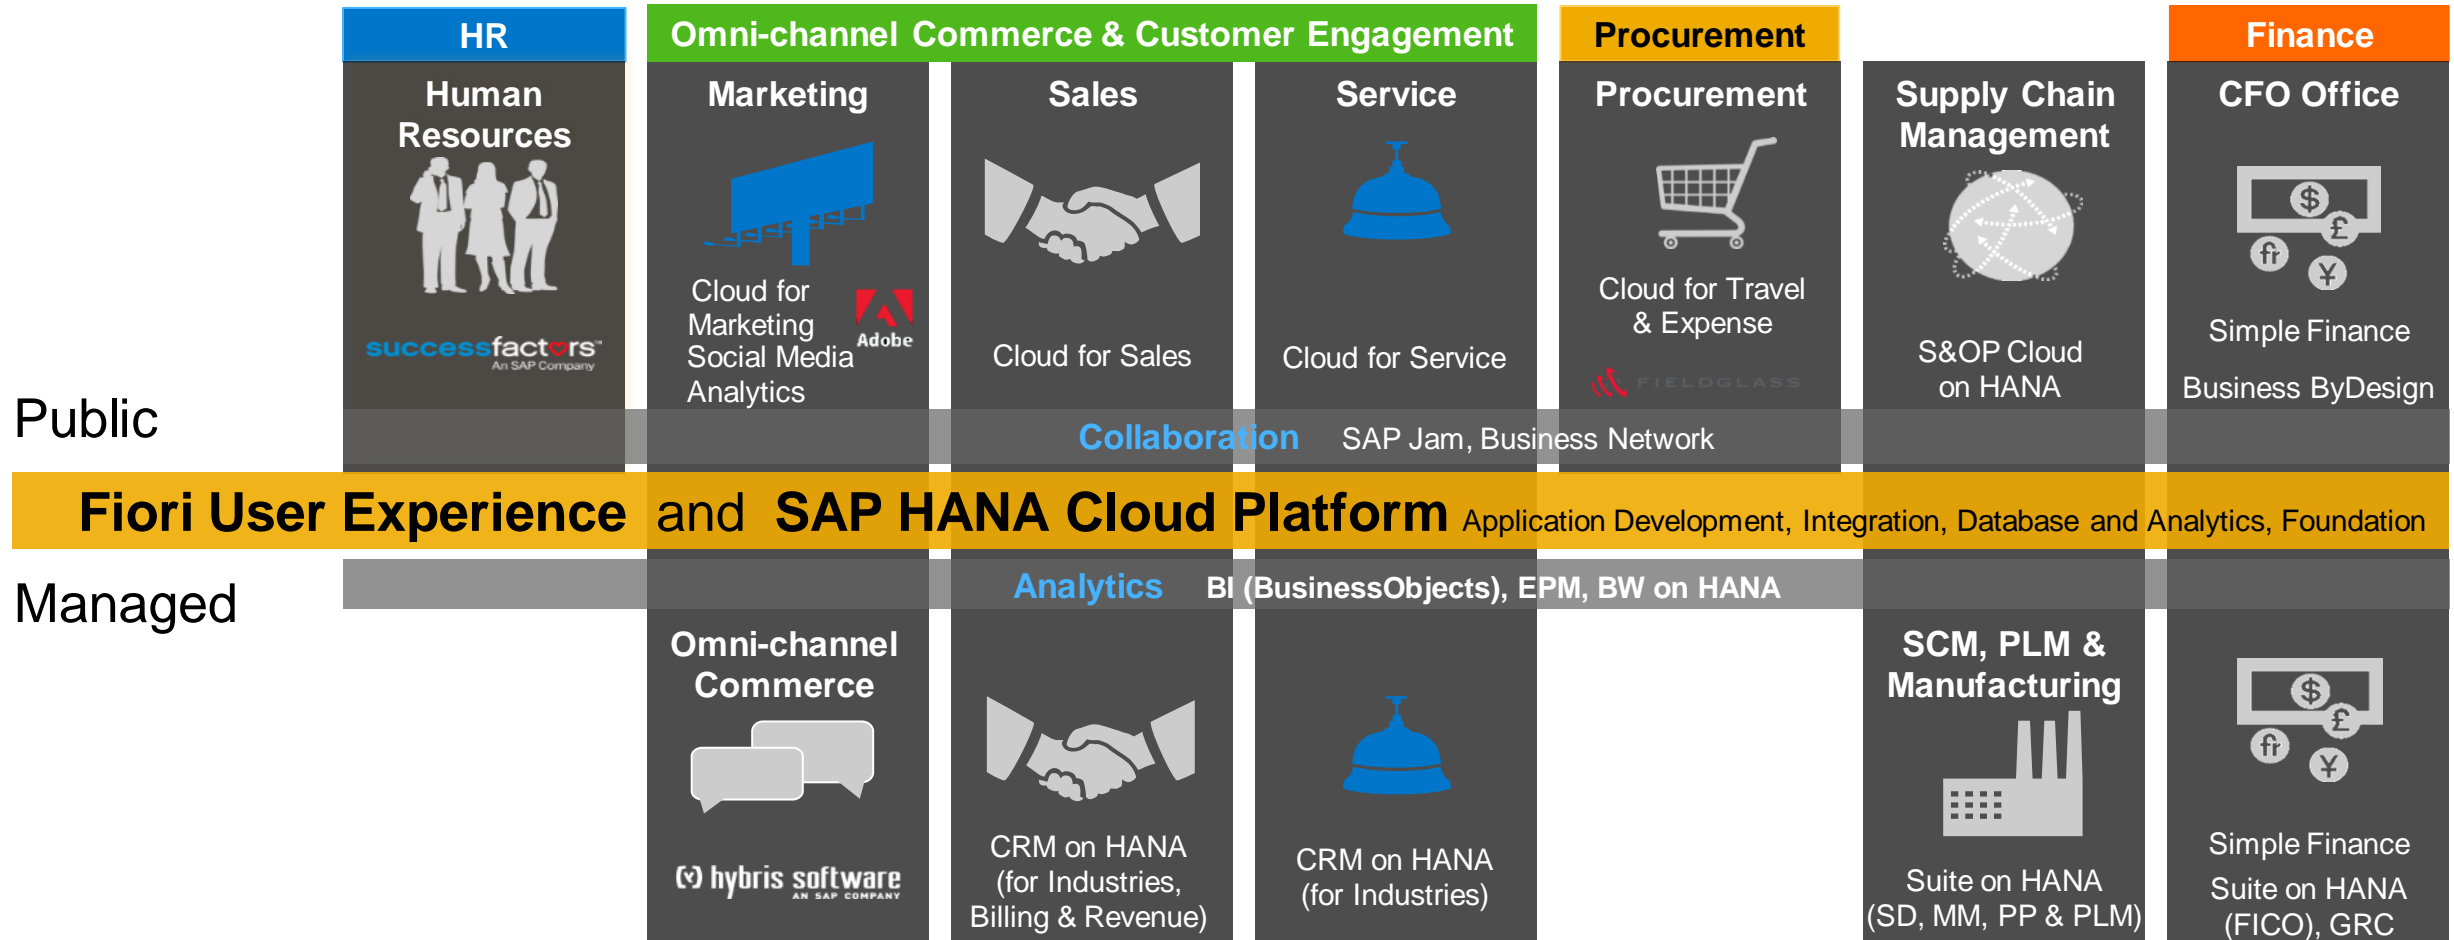 HR
Omni-channel Commerce & Customer Engagement
Procurement
Finance
Human
Resources
successfactors™
An SAP Company
Marketing
Cloud for
Marketing
Social Media
Analytics
Adobe
Sales
Cloud for Sales
Service
Cloud for Service
Procurement
Cloud for Travel
& Expense
FIELDGLASS
Supply Chain
Management
S&OP Cloud
on HANA
CFO Office
$
£
fr
¥
Simple Finance
Business ByDesign
Public
Collaboration SAP Jam, Business Network
Fiori User Experience and SAP HANA Cloud Platform Application Development, Integration, Database and Analytics, Foundation
Managed
Analytics BI (BusinessObjects), EPM, BW on HANA
Omni-channel
Commerce
hybris software
AN SAP COMPANY
CRM on HANA
(for Industries,
Billing & Revenue)
CRM on HANA
(for Industries)
SCM, PLM &
Manufacturing
Suite on HANA
(SD, MM, PP & PLM)
$
£
fr
¥
Simple Finance
Suite on HANA
(FICO), GRC